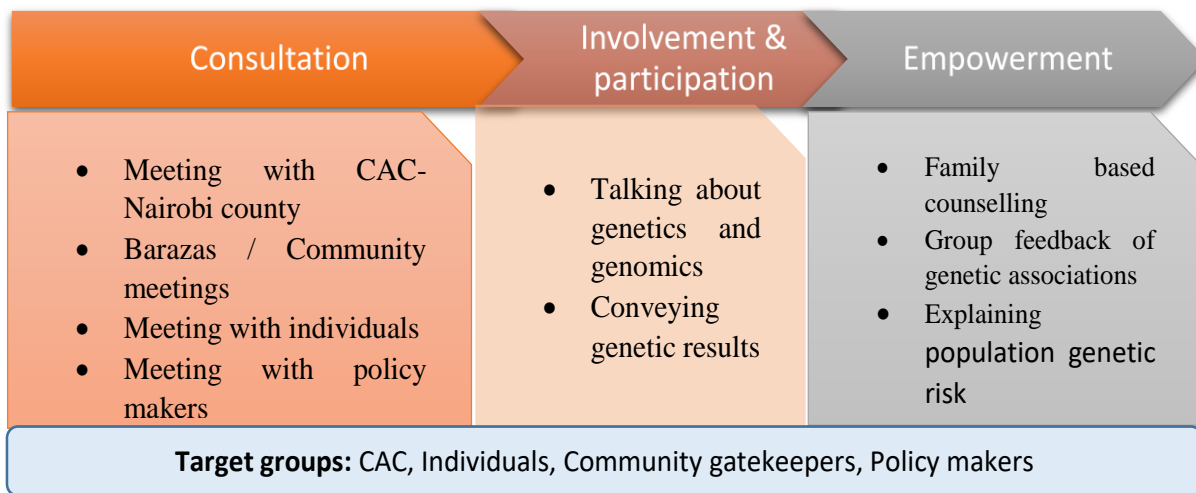 Consultation
Involvement &
participation
Empowerment
• Meeting with CAC-
Nairobi county
• Barazas / Community
meetings
• Meeting with individuals
• Meeting with policy
makers
• Talking about
genetics and
genomics
• Conveying
genetic results
• Family based
counselling
• Group feedback of
genetic associations
• Explaining
population genetic
risk
Target groups: CAC, Individuals, Community gatekeepers, Policy makers